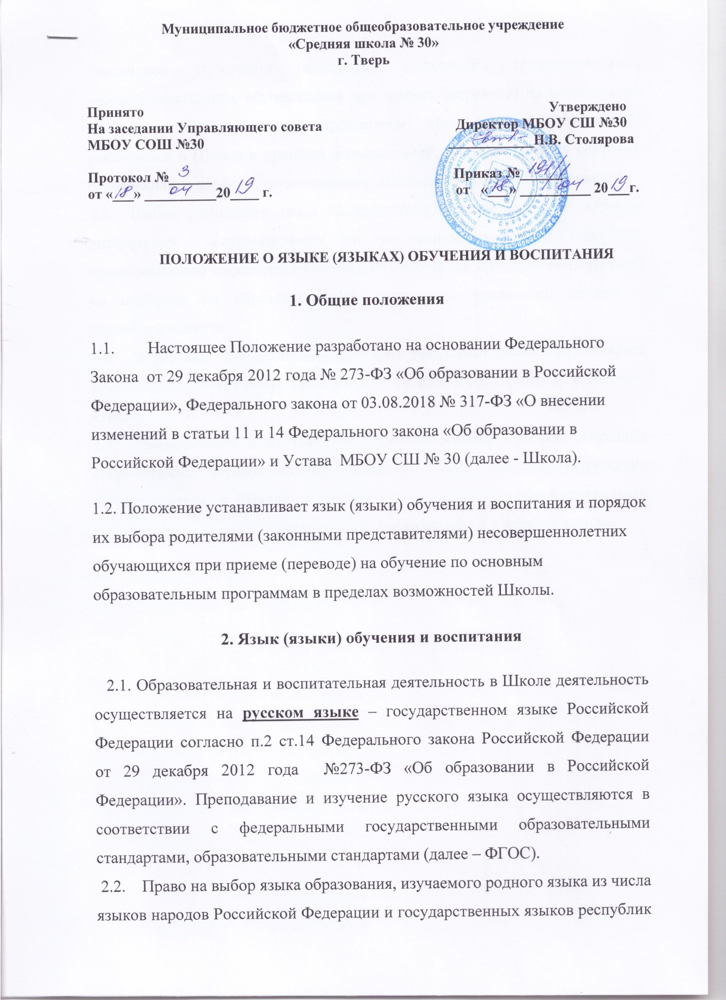 Муниципальное бюджетное общеобразовательное учреждение
«Средняя школа № 30»
г. Тверь
Принято
На заседании Управляющего совета
МБОУ СОШ №30
Протокол № 3
от «18» 04 2019 г.
Утверждено
Директор МБОУ СШ №30
Н.В. Столярова
Приказ №
от «18» 04 2019г.
ПОЛОЖЕНИЕ О ЯЗЫКЕ (ЯЗЫКАХ) ОБУЧЕНИЯ И ВОСПИТАНИЯ
1. Общие положения
1.1. Настоящее Положение разработано на основании Федерального
Закона от 29 декабря 2012 года № 273-ФЗ «Об образовании в Российской
Федерации», Федерального закона от 03.08.2018 № 317-ФЗ «О внесении
изменений в статьи 11 и 14 Федерального закона «Об образовании в
Российской Федерации» и Устава МБОУ СШ № 30 (далее - Школа).
1.2. Положение устанавливает язык (языки) обучения и воспитания и порядок
их выбора родителями (законными представителями) несовершеннолетних
обучающихся при приеме (переводе) на обучение по основным
образовательным программам в пределах возможностей Школы.
2. Язык (языки) обучения и воспитания
2.1. Образовательная и воспитательная деятельность в Школе деятельность
осуществляется на русском языке – государственном языке Российской
Федерации согласно п.2 ст.14 Федерального закона Российской Федерации
от 29 декабря 2012 года №273-ФЗ «Об образовании в Российской
Федерации». Преподавание и изучение русского языка осуществляются в
соответствии с федеральными государственными образовательными
стандартами, образовательными стандартами (далее – ФГОС).
2.2. Право на выбор языка образования, изучаемого родного языка из числа
языков народов Российской Федерации и государственных языков республик